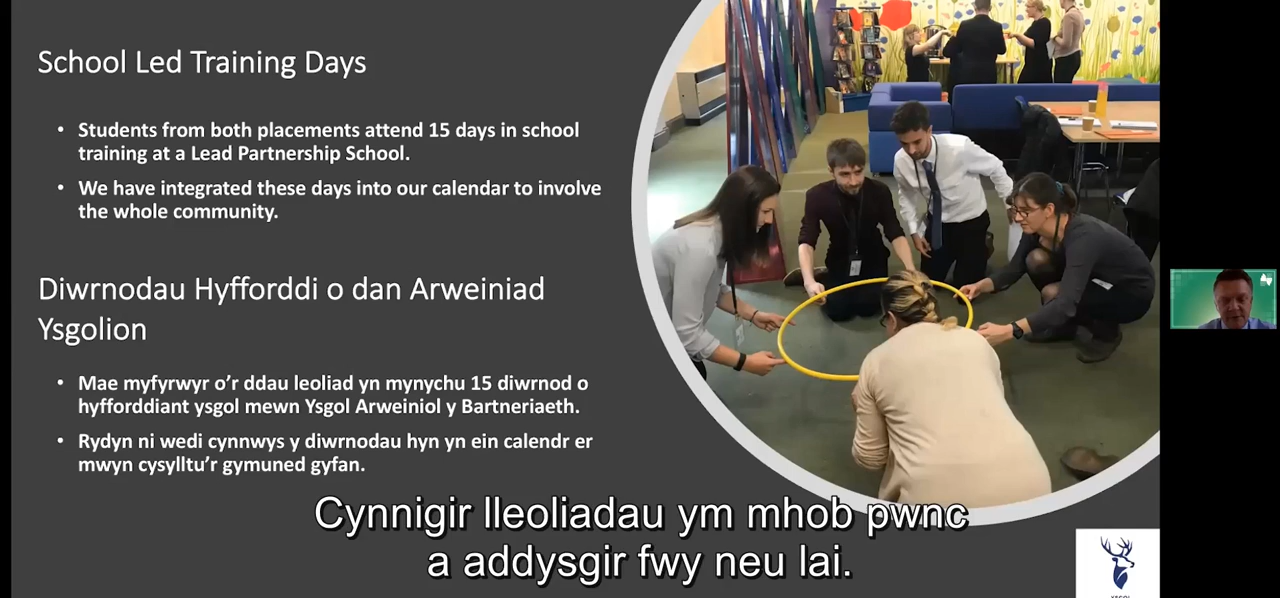 School Led Training Days
• Students from both placements attend 15 days in school
training at a Lead Partnership School.
• We have integrated these days into our calendar to involve
the whole community.
Diwrnodau Hyfforddi o dan Arweiniad
Ysgolion
• Mae myfyrwyr o'r ddau leoliad yn mynychu 15 diwrnod o
hyfforddiant ysgol mewn Ysgol Arweiniol y Bartneriaeth.
• Rydyn ni wedi cynnwys y diwrnodau hyn yn ein calendr er
mwyn cysylltu'r gymuned gyfan.
Cynnigir lleoliadau ym mhob pwnc
a addysgir fwy neu lai.